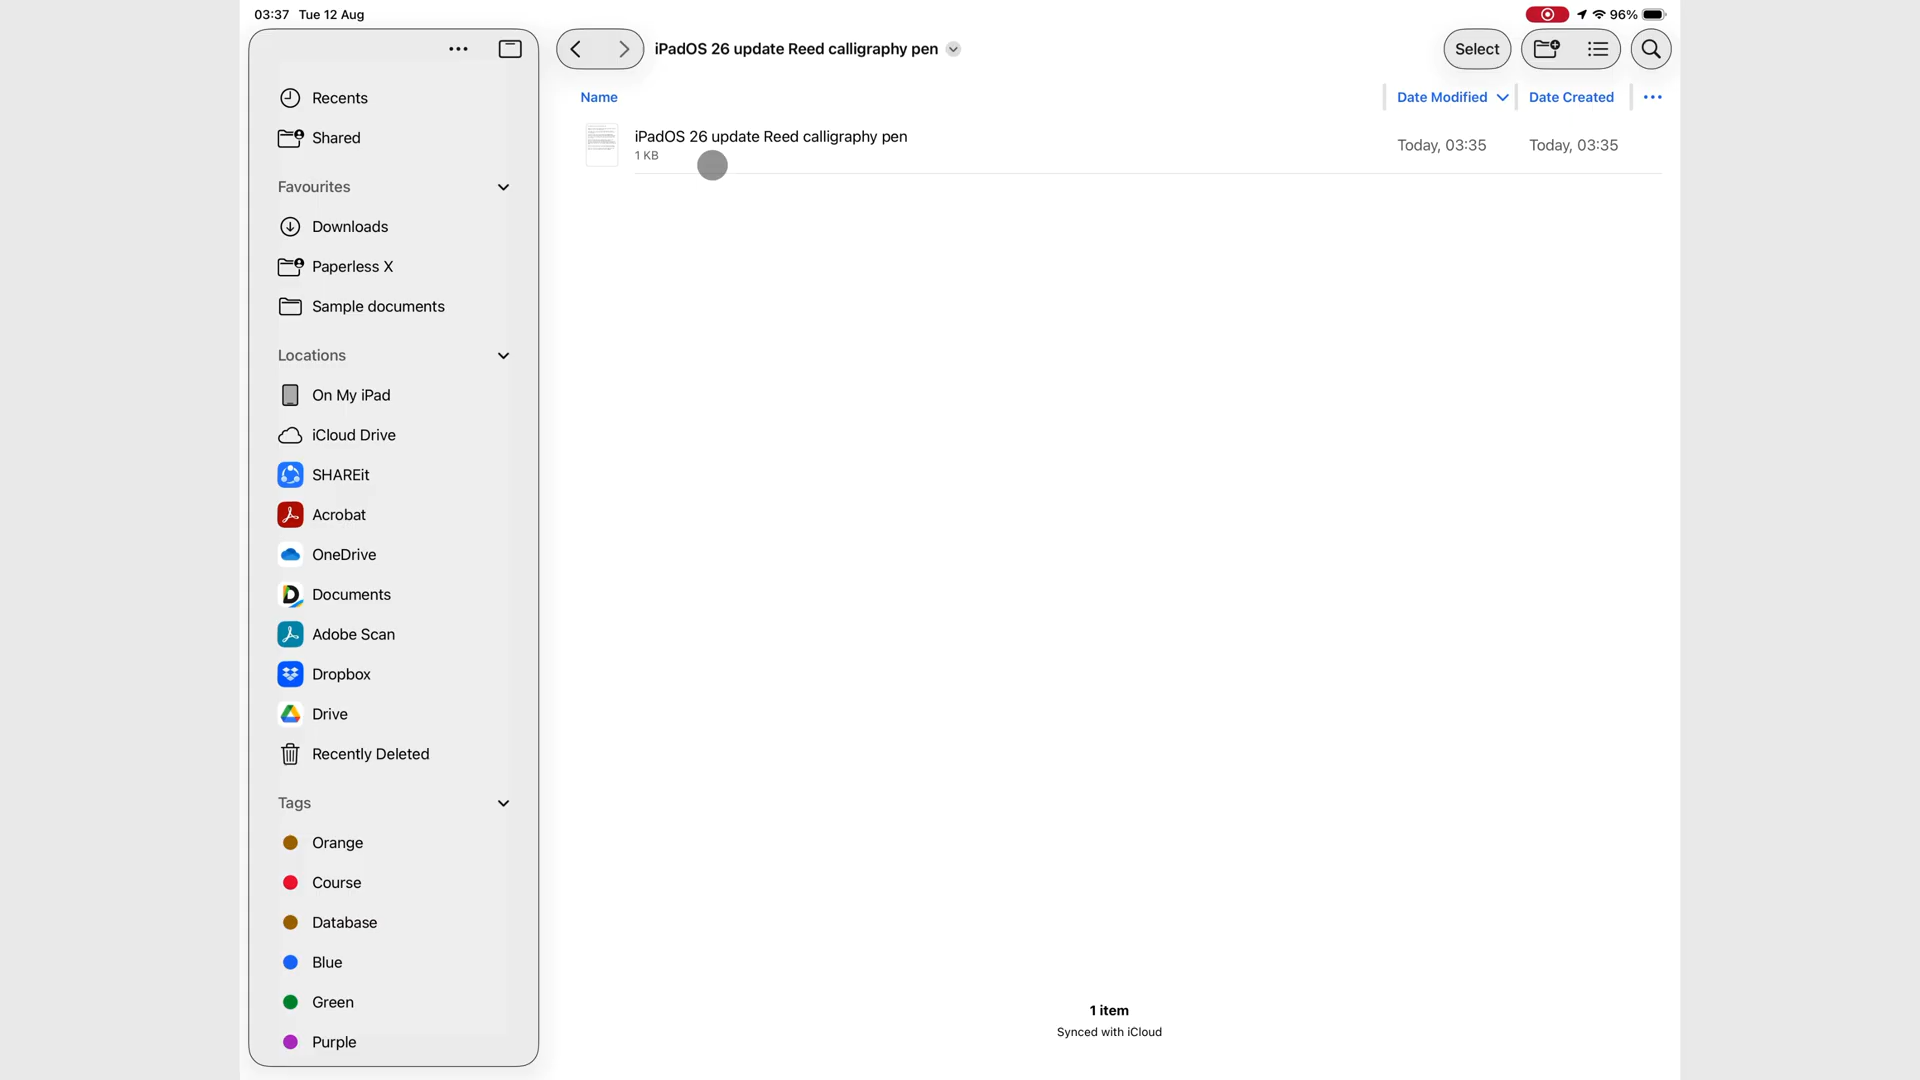 03:37 Tue 12 Aug
96%
iPadOS 26 update Reed calligraphy pen
Select
Recents
Shared
Favourites
Downloads
Paperless X
Sample documents
Locations
On My iPad
iCloud Drive
SHAREit
Acrobat
OneDrive
Documents
Adobe Scan
Dropbox
Drive
Recently Deleted
Tags
Orange
Course
Database
Blue
Green
Purple
Name Date Modified Date Created
iPadOS 26 update Reed calligraphy pen Today, 03:35 Today, 03:35
1 KB
1 item
Synced with iCloud